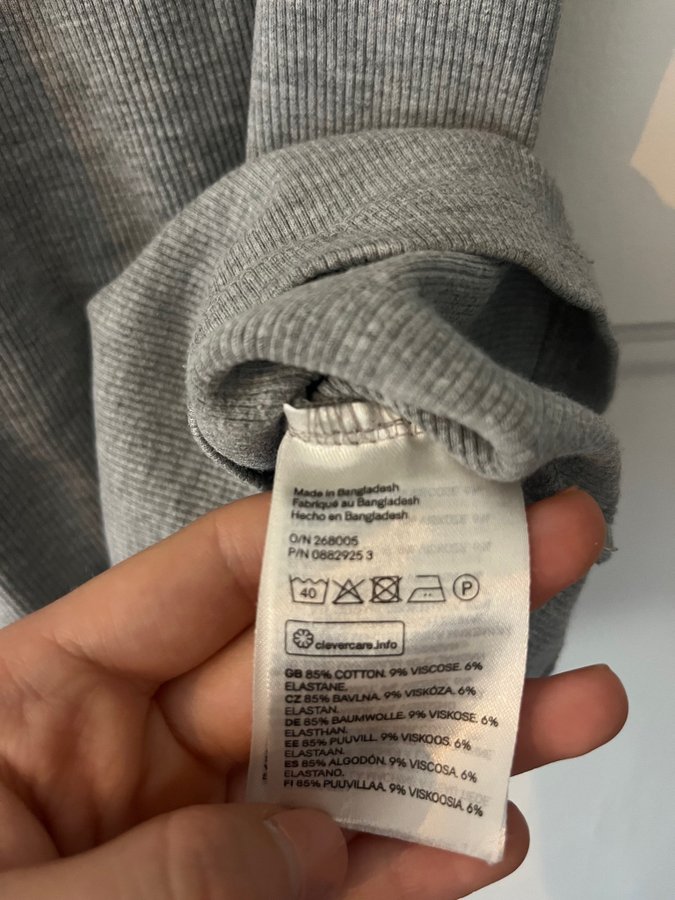 Made in Bangladesh
Fabriqué au Bangladesh
Hecho en Bangladesh
O/N 268005
P/N 0882925 3
40
P
clevercare.info
GB 85% COTTON. 9% VISCOSE. 6%
ELASTANE.
CZ 85% BAVLNA. 9% VISKÓZA. 6%
ELASTAN.
DE 85% BAUMWOLLE. 9% VISKOSE. 6%
ELASTHAN.
EE 85% PUUVILL. 9% VISKOOS. 6%
ELASTAAN.
ES 85% ALGODÓN. 9% VISCOSA. 6%
ELASTANO.
FI 85% PUUVILLAA. 9% VISKOOSIA. 6%